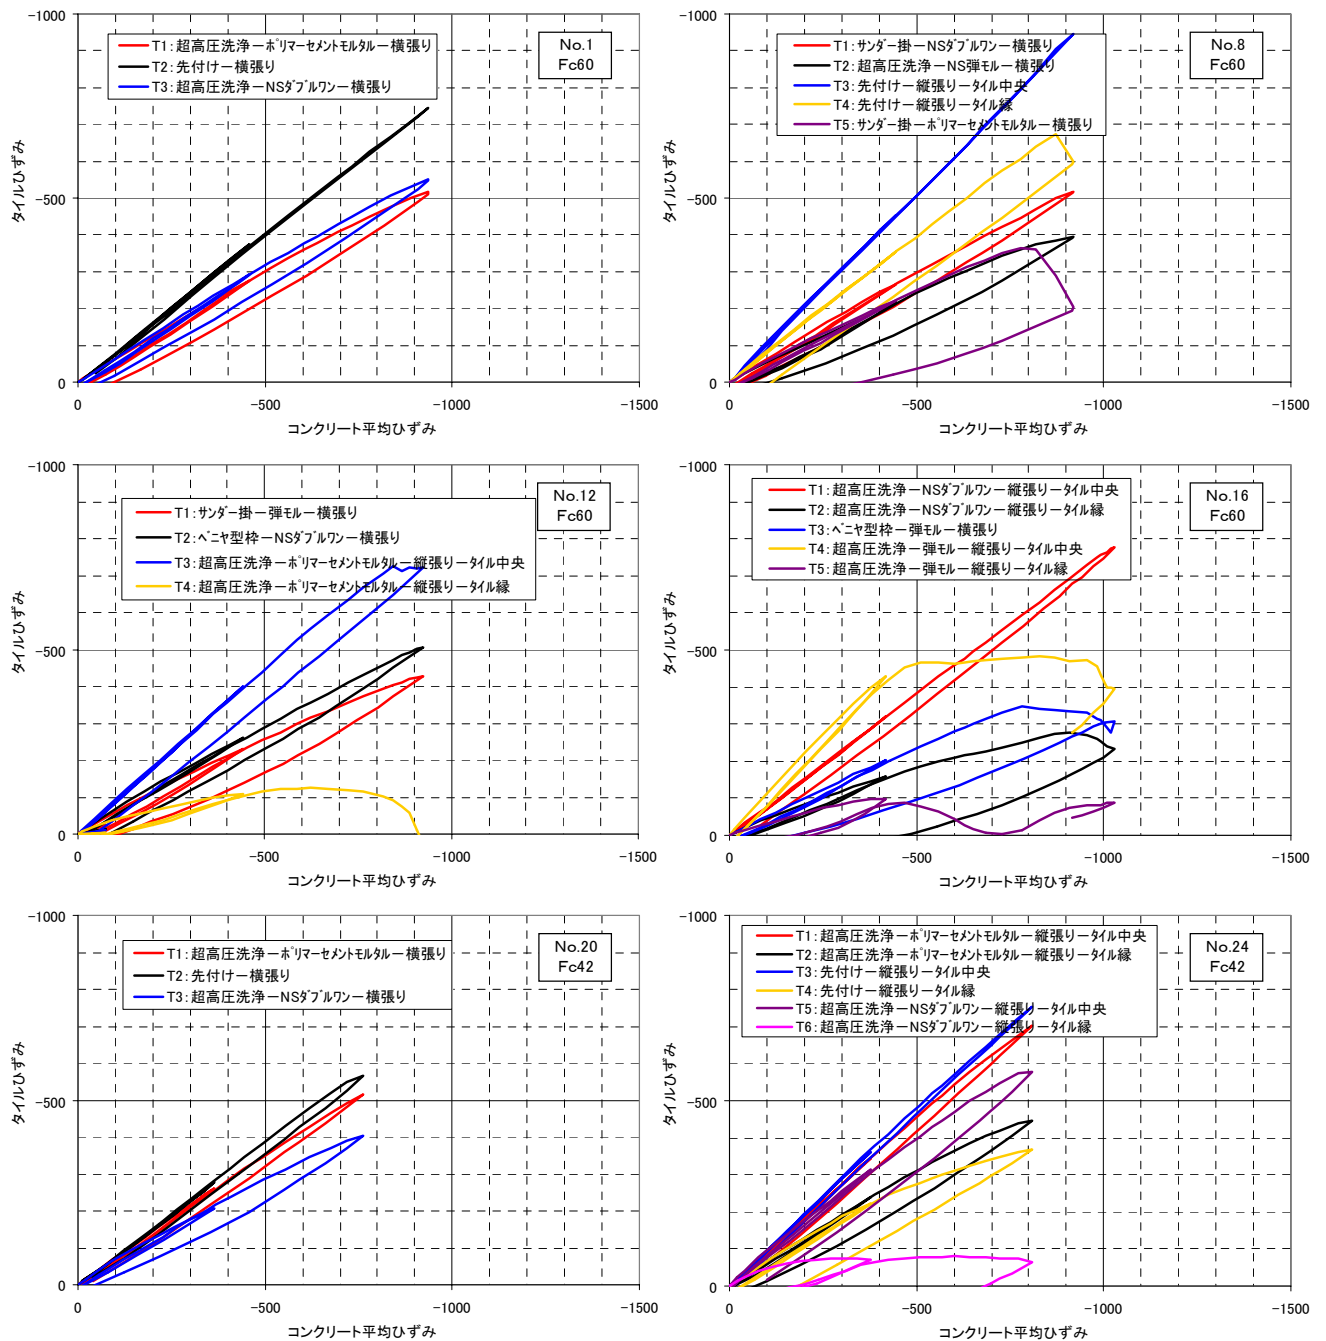 -1000
-500
0
0
-500
-1000
-1500
タイルひずみ
コンクリート平均ひずみ
T1:超高圧洗浄ーポリマーセメントモルタルー横張り
T2:先付けー横張り
T3:超高圧洗浄ーNSダブルワンー横張り
No.1
Fc60
-1000
-500
0
0
-500
-1000
-1500
タイルひずみ
コンクリート平均ひずみ
T1:サンダー掛ーNSダブルワンー横張り
T2:超高圧洗浄ーNS弾モルー横張り
T3:先付けー縦張りータイル中央
T4:先付けー縦張りータイル縁
T5:サンダー掛ーポリマーセメントモルタルー横張り
No.8
Fc60
-1000
-500
0
0
-500
-1000
-1500
タイルひずみ
コンクリート平均ひずみ
T1:サンダー掛ー弾モルー横張り
T2:ベニヤ型枠ーNSダブルワンー横張り
T3:超高圧洗浄ーポリマーセメントモルタルー縦張りータイル中央
T4:超高圧洗浄ーポリマーセメントモルタルー縦張りータイル縁
No.12
Fc60
-1000
-500
0
0
-500
-1000
-1500
タイルひずみ
コンクリート平均ひずみ
T1:超高圧洗浄ーNSダブルワンー縦張りータイル中央
T2:超高圧洗浄ーNSダブルワンー縦張りータイル縁
T3:ベニヤ型枠ー弾モルー横張り
T4:超高圧洗浄ー弾モルー縦張りータイル中央
T5:超高圧洗浄ー弾モルー縦張りータイル縁
No.16
Fc60
-1000
-500
0
0
-500
-1000
-1500
タイルひずみ
コンクリート平均ひずみ
T1:超高圧洗浄ーポリマーセメントモルタルー横張り
T2:先付けー横張り
T3:超高圧洗浄ーNSダブルワンー横張り
No.20
Fc42
-1000
-500
0
0
-500
-1000
-1500
タイルひずみ
コンクリート平均ひずみ
T1:超高圧洗浄ーポリマーセメントモルタルー縦張りータイル中央
T2:超高圧洗浄ーポリマーセメントモルタルー縦張りータイル縁
T3:先付けー縦張りータイル中央
T4:先付けー縦張りータイル縁
T5:超高圧洗浄ーNSダブルワンー縦張りータイル中央
T6:超高圧洗浄ーNSダブルワンー縦張りータイル縁
No.24
Fc42